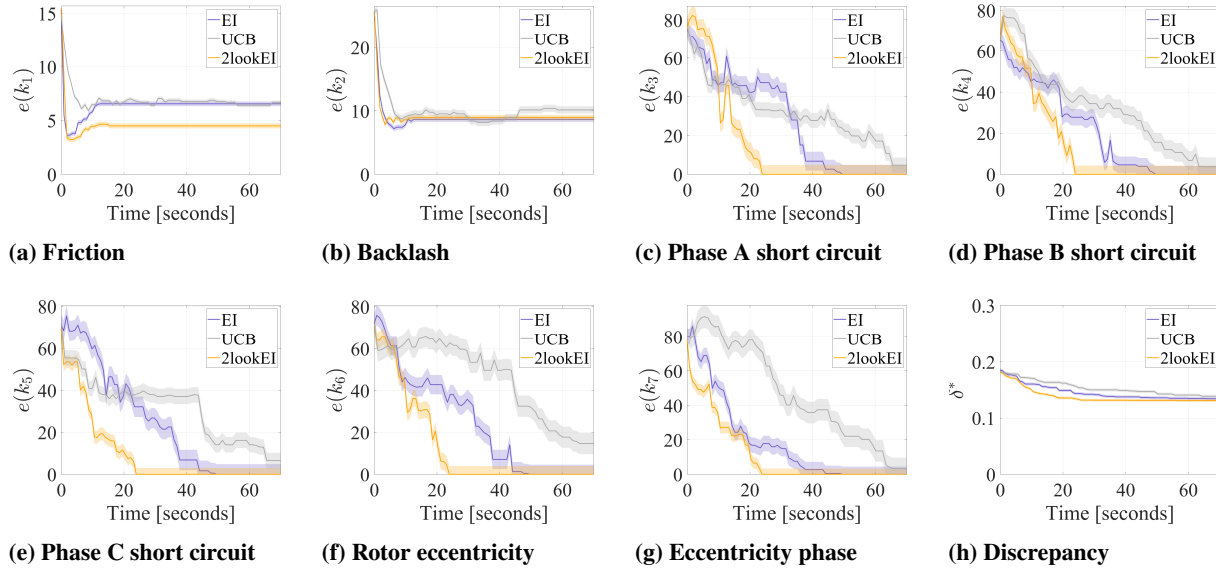 15
10
5
0
e(k₁)
0 20 40 60
Time [seconds]
EI
UCB
2lookEI
(a) Friction
20
10
0
e(k₂)
0 20 40 60
Time [seconds]
EI
UCB
2lookEI
(b) Backlash
80
60
40
20
0
e(k₃)
0 20 40 60
Time [seconds]
EI
UCB
2lookEI
(c) Phase A short circuit
80
60
40
20
0
e(k₄)
0 20 40 60
Time [seconds]
EI
UCB
2lookEI
(d) Phase B short circuit
80
60
40
20
0
e(k₅)
0 20 40 60
Time [seconds]
EI
UCB
2lookEI
(e) Phase C short circuit
80
60
40
20
0
e(k₆)
0 20 40 60
Time [seconds]
EI
UCB
2lookEI
(f) Rotor eccentricity
80
60
40
20
0
e(k₇)
0 20 40 60
Time [seconds]
EI
UCB
2lookEI
(g) Eccentricity phase
0.3
0.2
0.1
0
δ*
0 20 40 60
Time [seconds]
EI
UCB
2lookEI
(h) Discrepancy